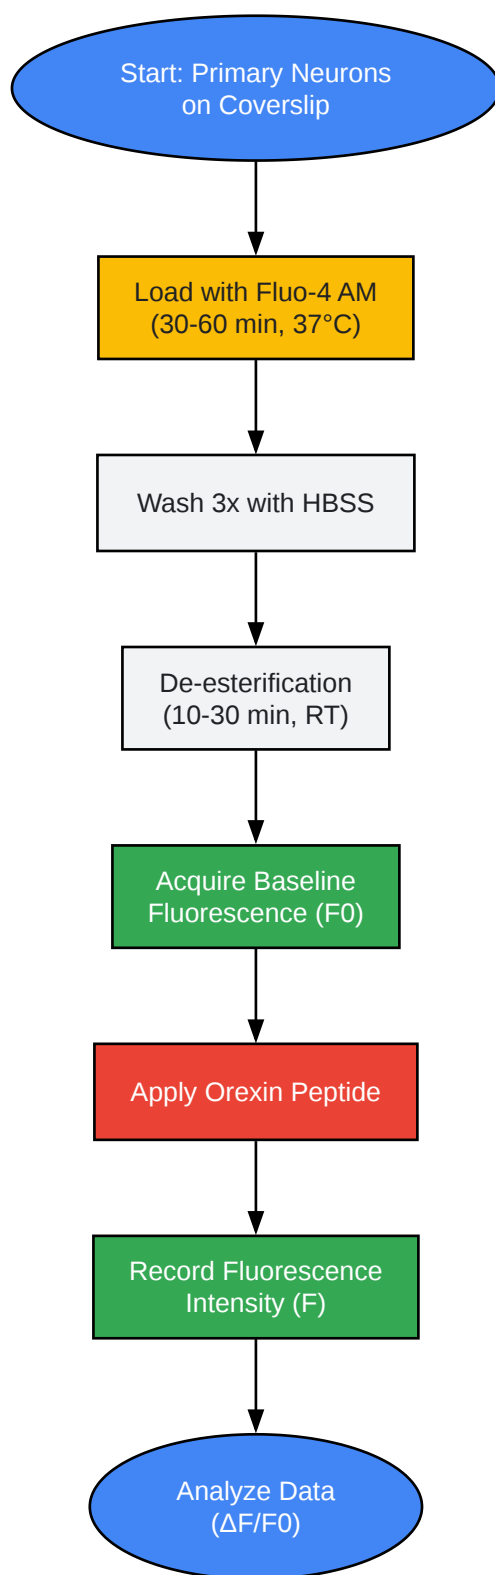 Start: Primary Neurons
on Coverslip
Load with Fluo-4 AM
(30-60 min, 37°C)
Wash 3x with HBSS
De-esterification
(10-30 min, RT)
Acquire Baseline
Fluorescence (F0)
Apply Orexin Peptide
Record Fluorescence
Intensity (F)
Analyze Data
(ΔF/F0)